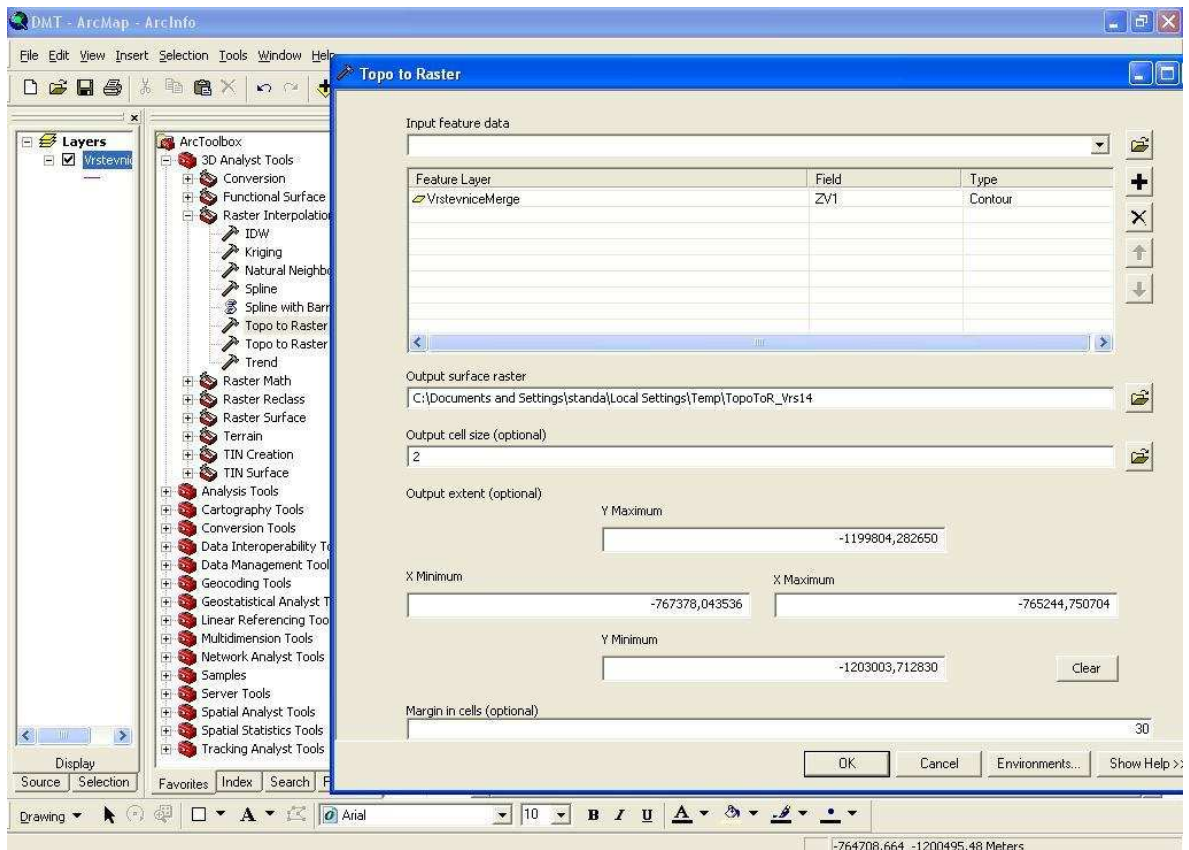 DMT - ArcMap - ArcInfo
File Edit View Insert Selection Tools Window Help
Layers
Vrstevnic
ArcToolbox
3D Analyst Tools
Conversion
Functional Surface
Raster Interpolation
IDW
Kriging
Natural Neighbo
Spline
Spline with Barr
Topo to Raster
Topo to Raster
Trend
Raster Math
Raster Reclass
Raster Surface
Terrain
TIN Creation
TIN Surface
Analysis Tools
Cartography Tools
Conversion Tools
Data Interoperability To
Data Management Tool
Geocoding Tools
Geostatistical Analyst T
Linear Referencing Too
Multidimension Tools
Network Analyst Tools
Samples
Server Tools
Spatial Analyst Tools
Spatial Statistics Tools
Tracking Analyst Tools
Display
Source Selection
Favorites Index Search F
Topo to Raster
Input feature data
Feature Layer Field Type
VrstevniceMerge ZV1 Contour
Output surface raster
C:\Documents and Settings\standa\Local Settings\Temp\TopoToR_Vrs14
Output cell size (optional)
2
Output extent (optional)
Y Maximum
-1199804,282650
X Minimum X Maximum
-767378,043536 -765244,750704
Y Minimum
-1203003,712830 Clear
Margin in cells (optional)
30
OK Cancel Environments... Show Help >>
Drawing A Arial 10 B I U A
-764708,664 -1200495,48 Meters